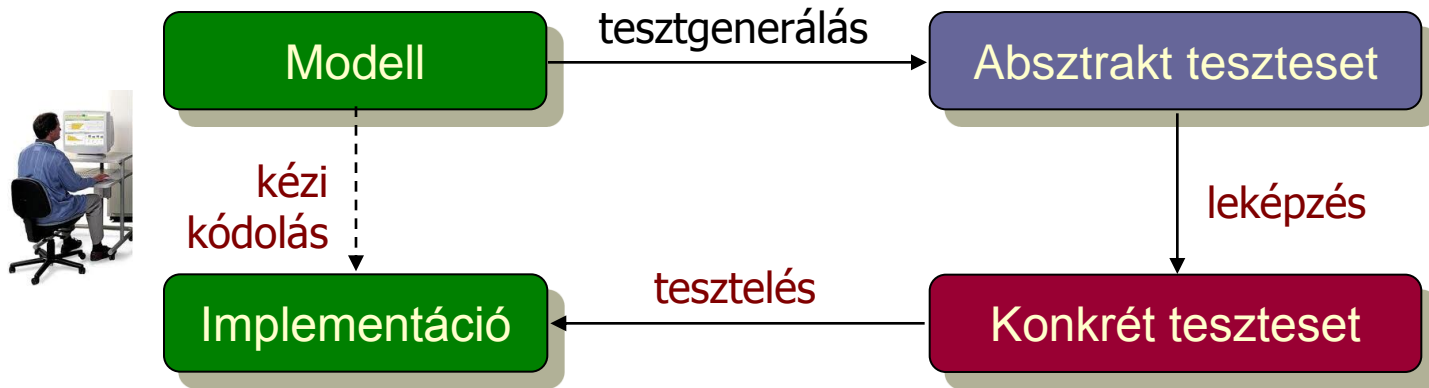 tesztgenerálás
Modell
Absztrakt teszteset
kézi
kódolás
leképzés
tesztelés
Implementáció
Konkrét teszteset